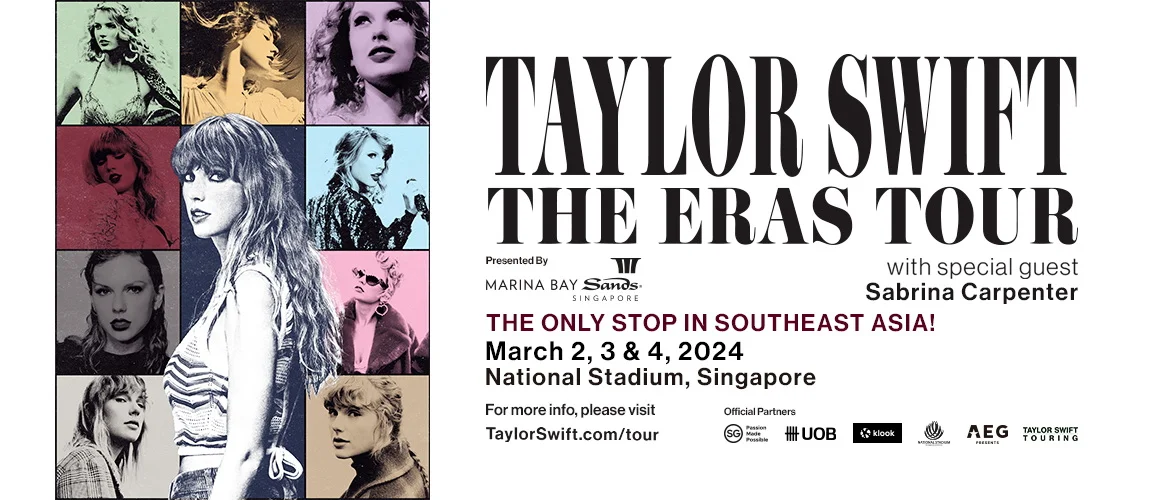 TAYLOR SWIFT
THE ERAS TOUR
Presented By
MARINA BAY Sands
SINGAPORE
with special guest
Sabrina Carpenter
THE ONLY STOP IN SOUTHEAST ASIA!
March 2, 3 & 4, 2024
National Stadium, Singapore
For more info, please visit
TaylorSwift.com/tour
Official Partners
SG Passion
Made
Possible
UOB
klook
NATIONAL STADIUM
AEG
PRESENTS
TAYLOR SWIFT
TOURING